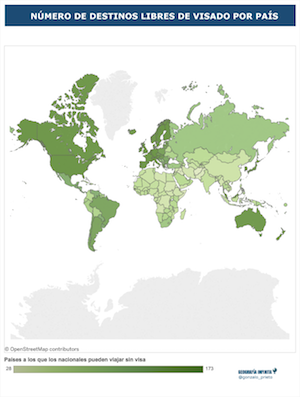 NÚMERO DE DESTINOS LIBRES DE VISADO POR PAÍS
© OpenStreetMap contributors
Países a los que los nacionales pueden viajar sin visa
28 173
GEOGRAFÍA INFINITA
@gonzalo_prieto